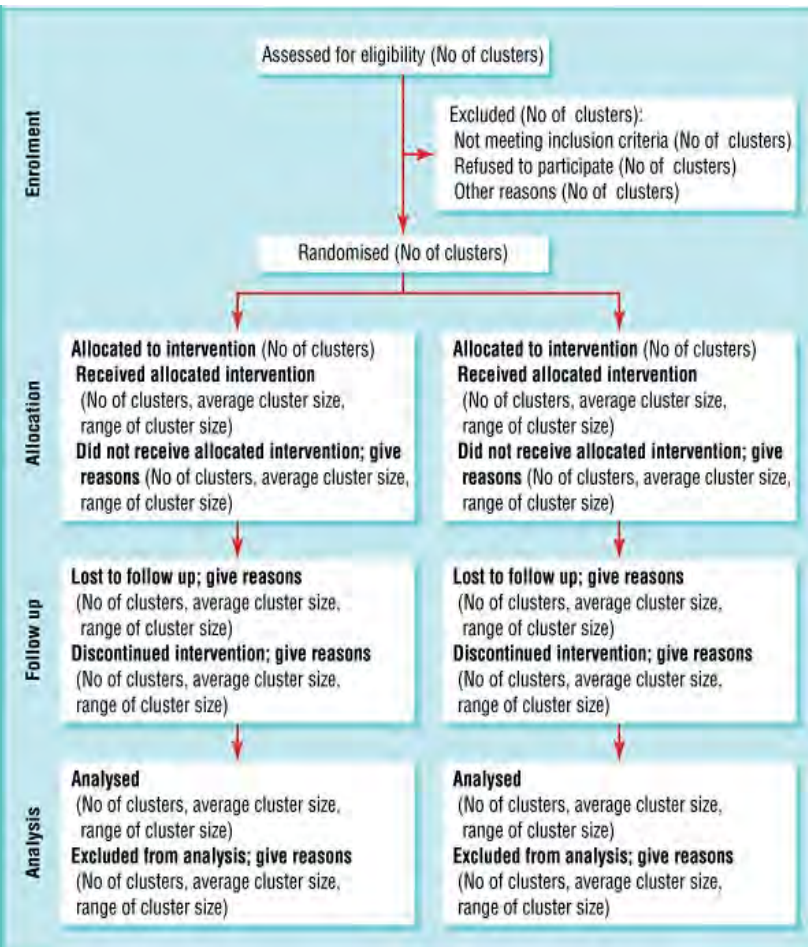 Assessed for eligibility (No of clusters)
Enrolment
Excluded (No of clusters):
Not meeting inclusion criteria (No of clusters)
Refused to participate (No of clusters)
Other reasons (No of clusters)
Randomised (No of clusters)
Allocation
Allocated to intervention (No of clusters)
Received allocated intervention
(No of clusters, average cluster size,
range of cluster size)
Did not receive allocated intervention; give
reasons (No of clusters, average cluster size,
range of cluster size)
Allocated to intervention (No of clusters)
Received allocated intervention
(No of clusters, average cluster size,
range of cluster size)
Did not receive allocated intervention; give
reasons (No of clusters, average cluster size,
range of cluster size)
Follow up
Lost to follow up; give reasons
(No of clusters, average cluster size,
range of cluster size)
Discontinued intervention; give reasons
(No of clusters, average cluster size,
range of cluster size)
Lost to follow up; give reasons
(No of clusters, average cluster size,
range of cluster size)
Discontinued intervention; give reasons
(No of clusters, average cluster size,
range of cluster size)
Analysis
Analysed
(No of clusters, average cluster size,
range of cluster size)
Excluded from analysis; give reasons
(No of clusters, average cluster size,
range of cluster size)
Analysed
(No of clusters, average cluster size,
range of cluster size)
Excluded from analysis; give reasons
(No of clusters, average cluster size,
range of cluster size)